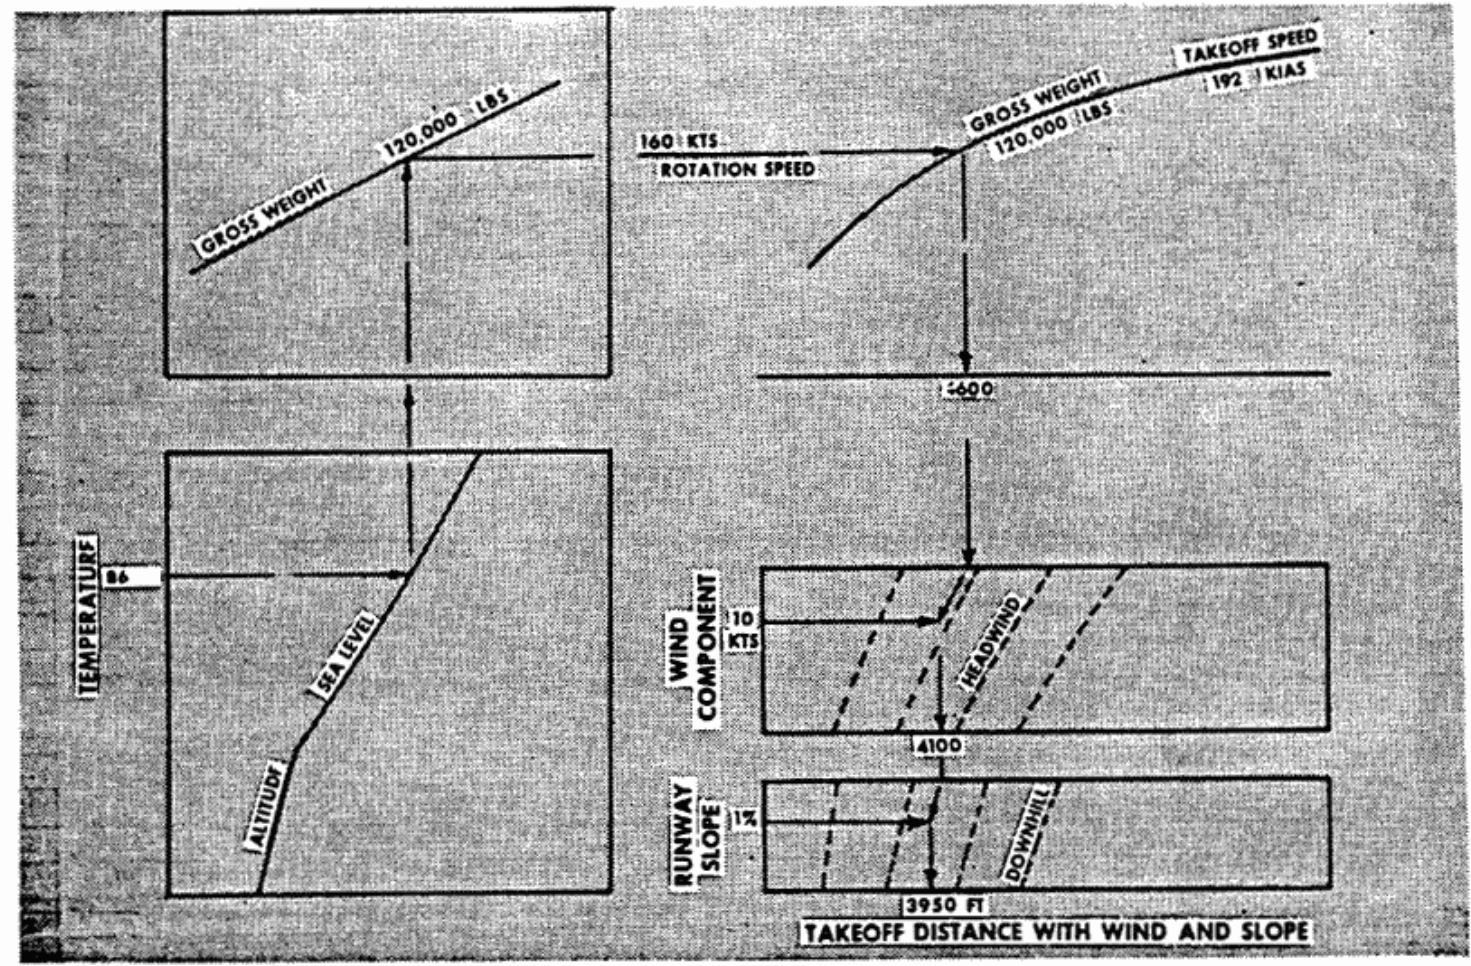 120,000 LBS
GROSS WEIGHT
TAKEOFF SPEED
192 KIAS
GROSS WEIGHT
120,000 LBS
160 KTS
ROTATION SPEED
4600
TEMPERATURE
86
SEA LEVEL
ALTITUDE
WIND
COMPONENT
10
KTS
HEADWIND
4100
RUNWAY
SLOPE
1%
DOWNHILL
3950 FT
TAKEOFF DISTANCE WITH WIND AND SLOPE